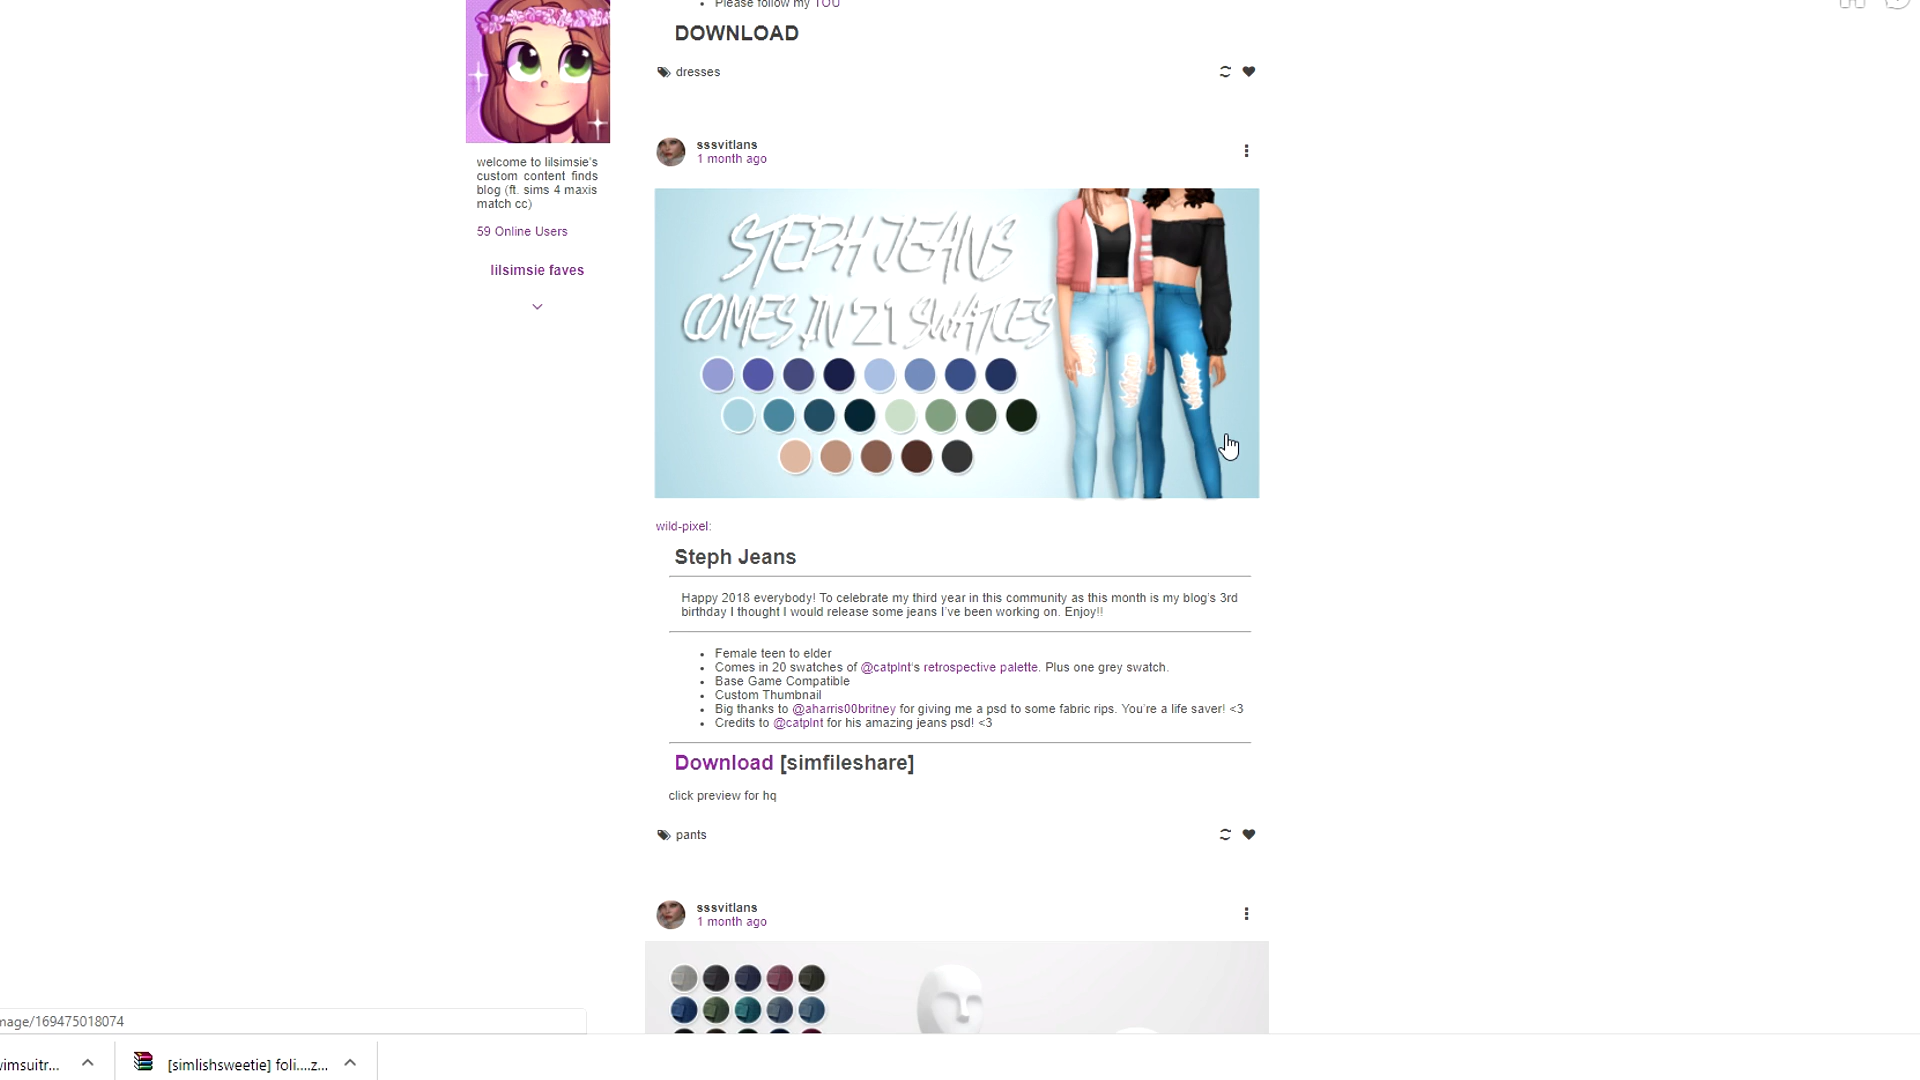 Please follow my TOU
DOWNLOAD
dresses
sssvitlans
1 month ago
welcome to lilsimsie's
custom content finds
blog (ft. sims 4 maxis
match cc)
59 Online Users
lilsimsie faves
STEPH JEANS
COMES IN 21 SWATCES
wild-pixel:
Steph Jeans
Happy 2018 everybody! To celebrate my third year in this community as this month is my blog's 3rd
birthday I thought I would release some jeans I've been working on. Enjoy!!
Female teen to elder
Comes in 20 swatches of @catplnt's retrospective palette. Plus one grey swatch.
Base Game Compatible
Custom Thumbnail
Big thanks to @aharris00britney for giving me a psd to some fabric rips. You're a life saver! <3
Credits to @catplnt for his amazing jeans psd! <3
Download [simfileshare]
click preview for hq
pants
sssvitlans
1 month ago
mage/169475018074
wimsuitr...
[simlishsweetie] foli....z...